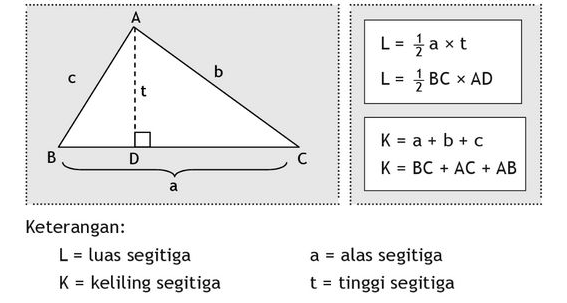 A
c
b
t
B
D
C
a
L = 1/2 a × t
L = 1/2 BC × AD
K = a + b + c
K = BC + AC + AB
Keterangan:
L = luas segitiga
K = keliling segitiga
a = alas segitiga
t = tinggi segitiga